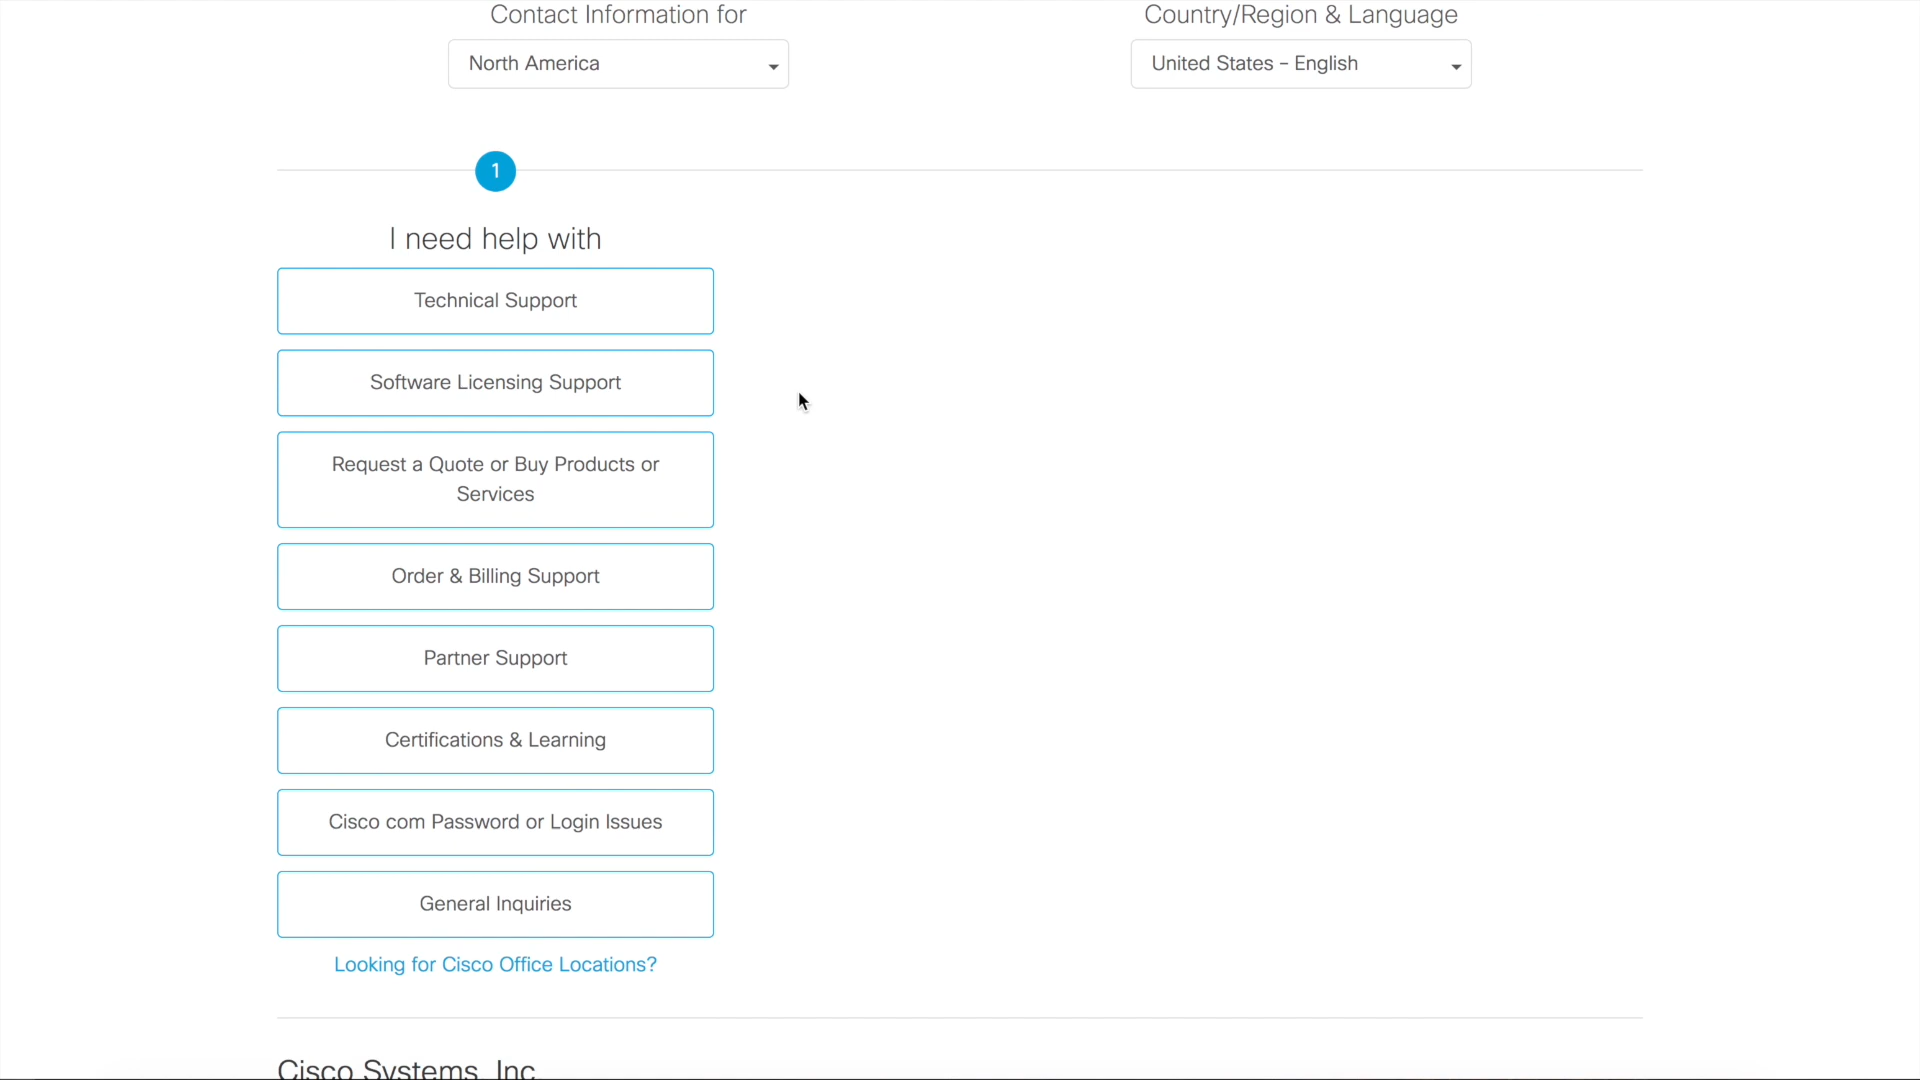 Contact Information for
Country/Region & Language
North America
United States – English
1
I need help with
Technical Support
Software Licensing Support
Request a Quote or Buy Products or
Services
Order & Billing Support
Partner Support
Certifications & Learning
Cisco com Password or Login Issues
General Inquiries
Looking for Cisco Office Locations?
Cisco Systems, Inc